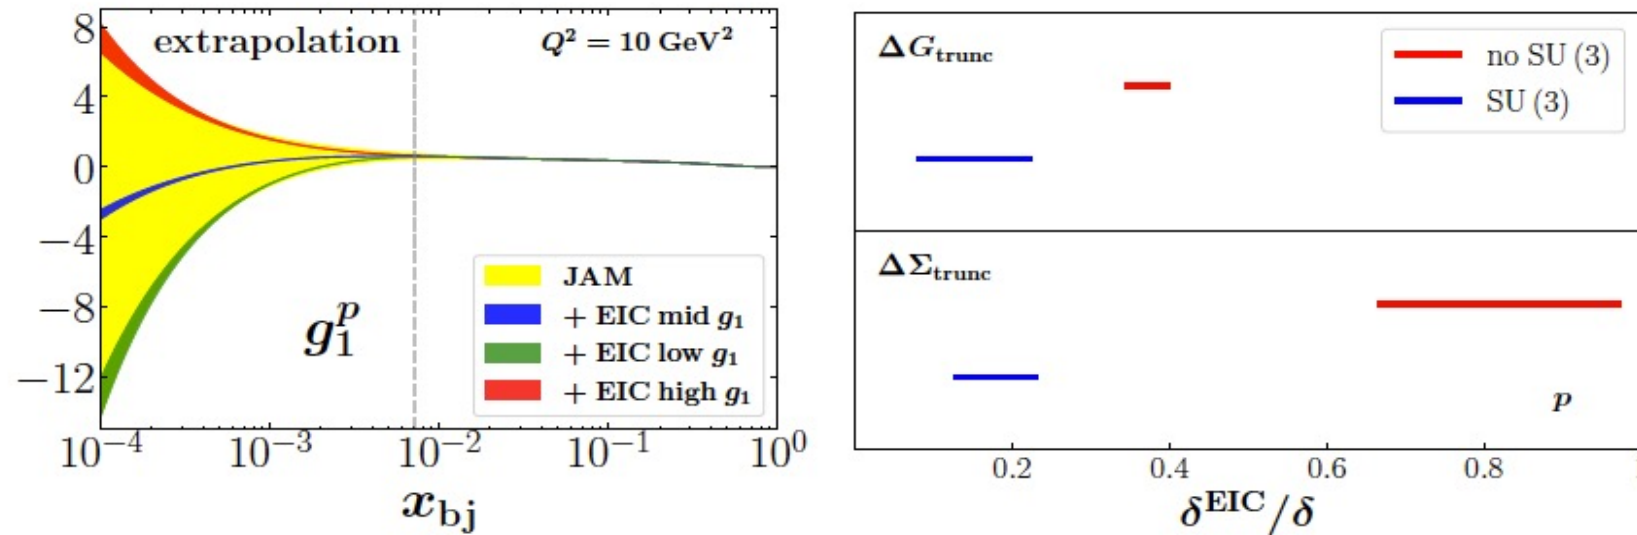 extrapolation
Q² = 10 GeV²
8
4
0
−4
−8
−12
g₁ᵖ
JAM
+ EIC mid g₁
+ EIC low g₁
+ EIC high g₁
10⁻⁴ 10⁻³ 10⁻² 10⁻¹ 10⁰
x_bj
ΔG_trunc
no SU (3)
SU (3)
ΔΣ_trunc
p
0.2 0.4 0.6 0.8
δ^EIC/δ